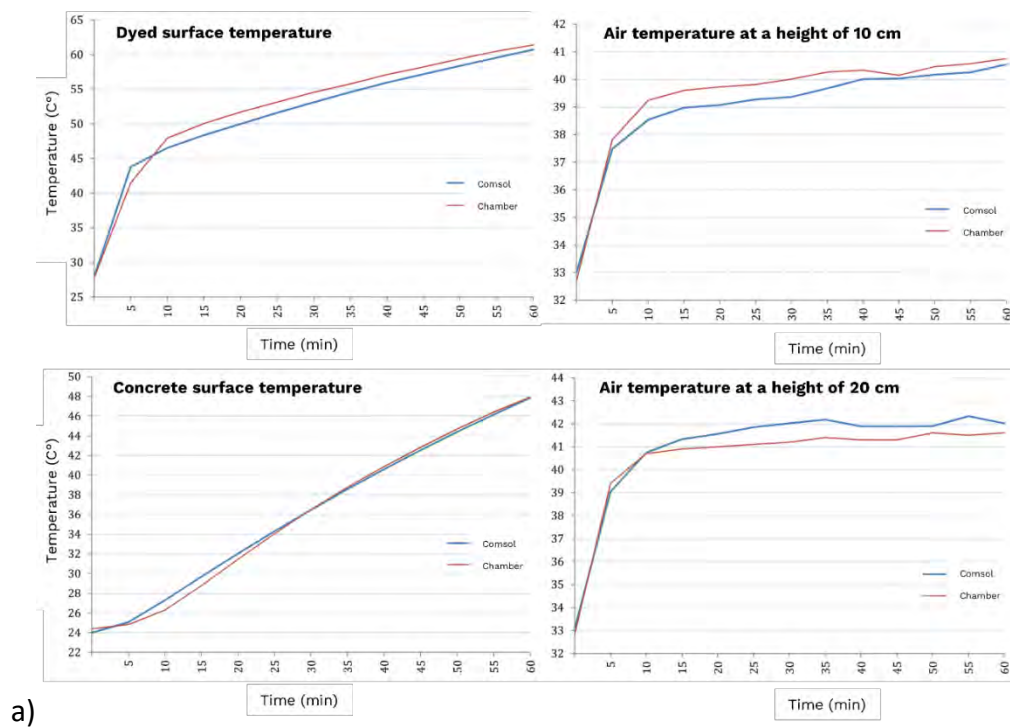 Dyed surface temperature
65
60
55
50
45
40
35
30
25
Temperature (C°)
Comsol
Chamber
5 10 15 20 25 30 35 40 45 50 55 60
Time (min)
Air temperature at a height of 10 cm
42
41
40
39
38
37
36
35
34
33
32
Comsol
Chamber
5 10 15 20 25 30 35 40 45 50 55 60
Time (min)
Concrete surface temperature
50
48
46
44
42
40
38
36
34
32
30
28
26
24
22
Temperature (C°)
Comsol
Chamber
5 10 15 20 25 30 35 40 45 50 55 60
Time (min)
Air temperature at a height of 20 cm
44
43
42
41
40
39
38
37
36
35
34
33
32
Comsol
Chamber
5 10 15 20 25 30 35 40 45 50 55 60
Time (min)
a)